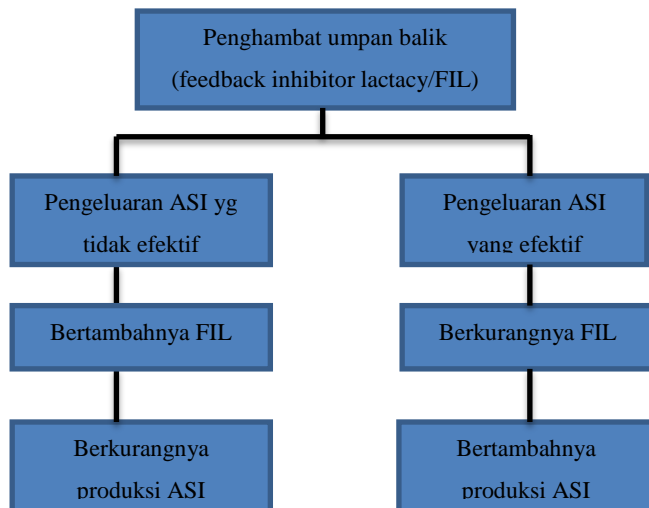 Penghambat umpan balik
(feedback inhibitor lactacy/FIL)
Pengeluaran ASI yg
tidak efektif
Pengeluaran ASI
yang efektif
Bertambahnya FIL
Berkurangnya FIL
Berkurangnya
produksi ASI
Bertambahnya
produksi ASI